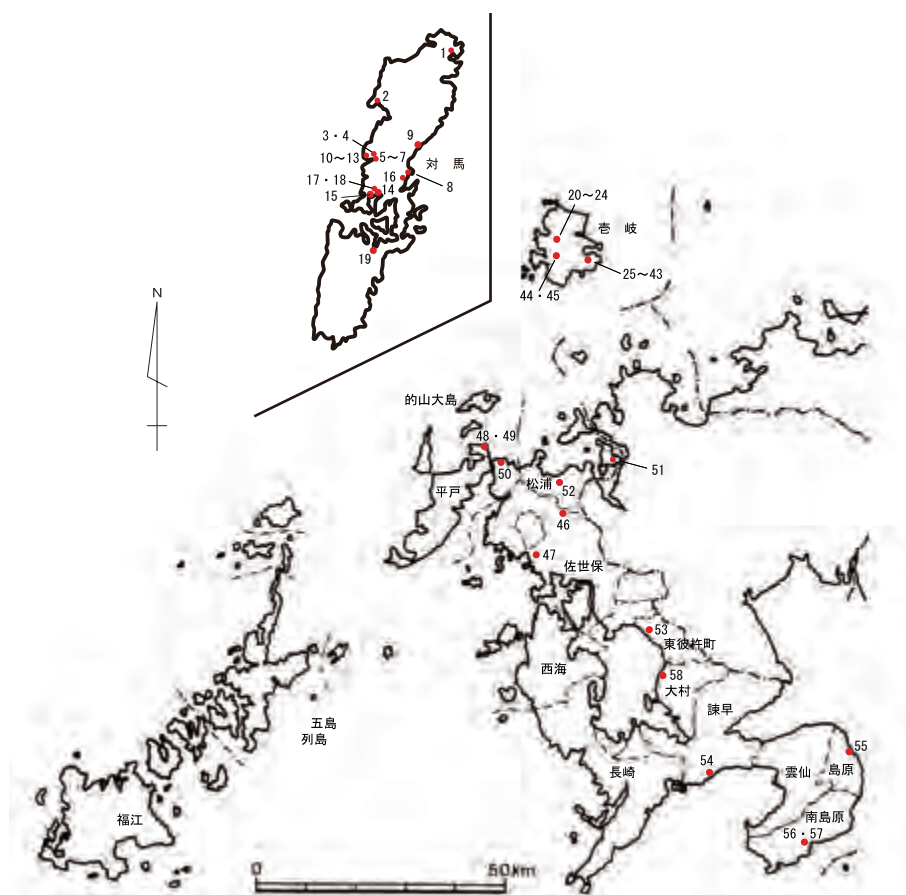 1
2
3・4
9
10～13
5～7
対 馬
17・18
16
8
15
14
19
N
20～24
壱 岐
25～43
44・45
的山大島
48・49
50
51
松浦
52
平戸
46
47
佐世保
53
東彼杵町
西海
58
大村
諫早
五島
列島
55
長崎
54
雲仙
島原
福江
南島原
56・57
0
50km